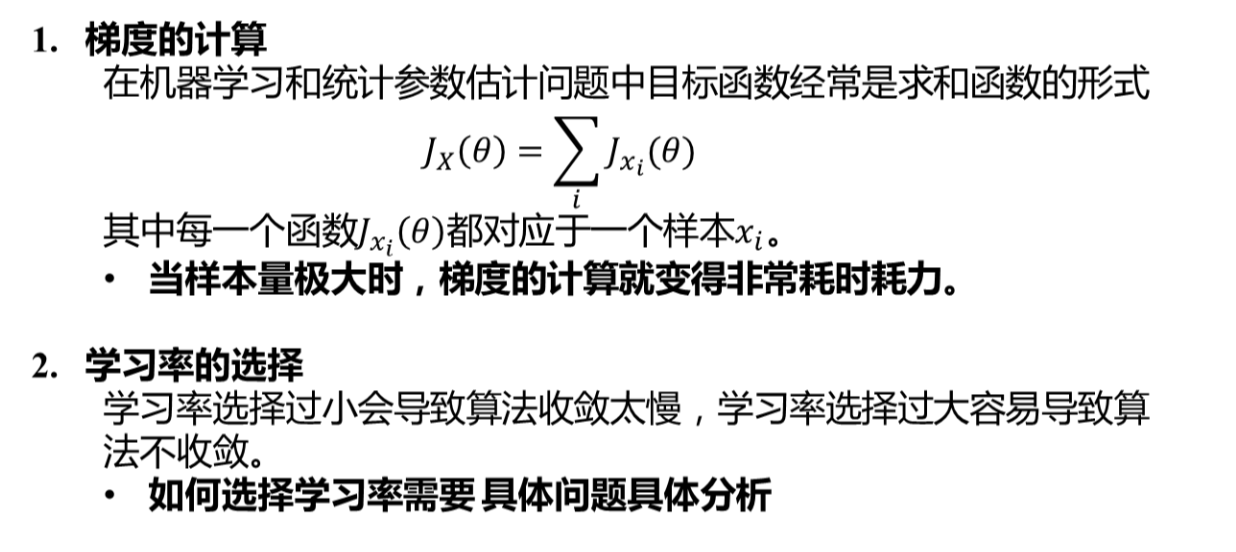 1. 梯度的计算
在机器学习和统计参数估计问题中目标函数经常是求和函数的形式
J_X(θ) = ∑_i J_{x_i}(θ)
其中每一个函数J_{x_i}(θ)都对应于一个样本x_i。
• 当样本量极大时，梯度的计算就变得非常耗时耗力。
2. 学习率的选择
学习率选择过小会导致算法收敛太慢，学习率选择过大容易导致算
法不收敛。
• 如何选择学习率需要 具体问题具体分析